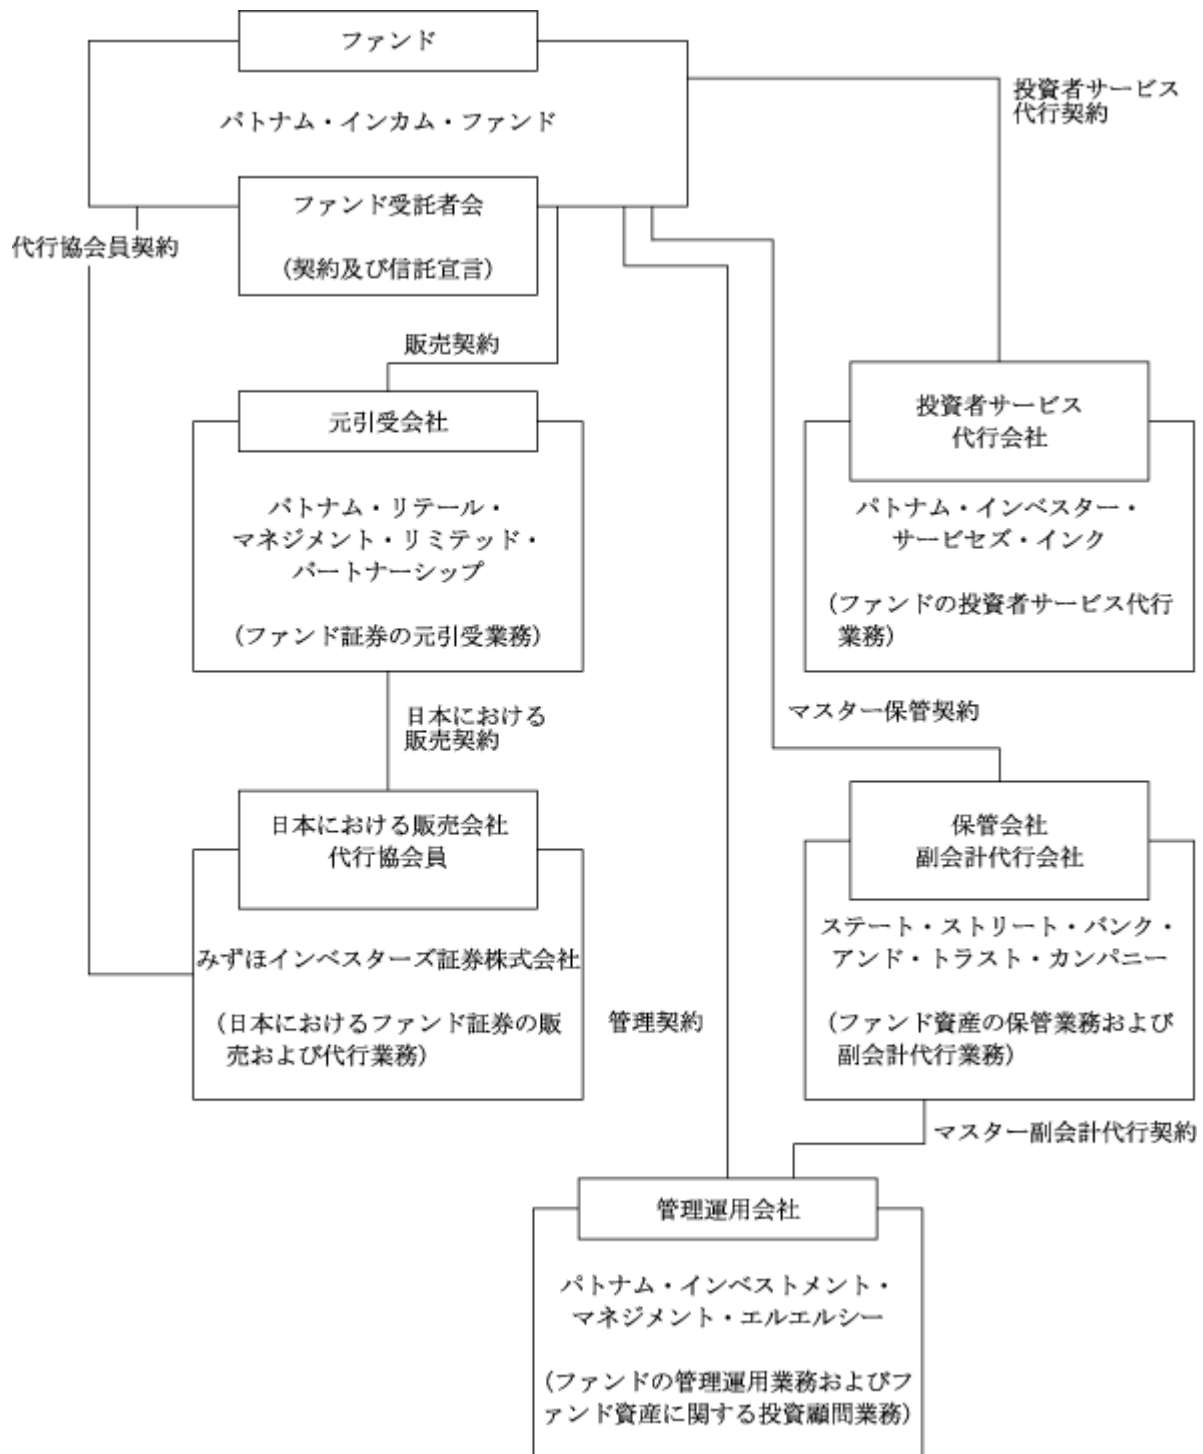 ファンド
投資者サービス
代行契約
パトナム・インカム・ファンド
ファンド受託者会
代行協会員契約
(契約及び信託宣言)
販売契約
元引受会社
投資者サービス
代行会社
パトナム・リテール・
マネジメント・リミテッド・
パートナーシップ
(ファンド証券の元引受業務)
パトナム・インベスター・
サービセズ・インク
(ファンドの投資者サービス代行
業務)
日本における
販売契約
マスター保管契約
日本における販売会社
代行協会員
保管会社
副会計代行会社
みずほインベスターズ証券株式会社
(日本におけるファンド証券の販
売および代行業務)
管理契約
ステート・ストリート・バンク・
アンド・トラスト・カンパニー
(ファンド資産の保管業務および
副会計代行業務)
マスター副会計代行契約
管理運用会社
パトナム・インベストメント・
マネジメント・エルエルシー
(ファンドの管理運用業務およびフ
ァンド資産に関する投資顧問業務)